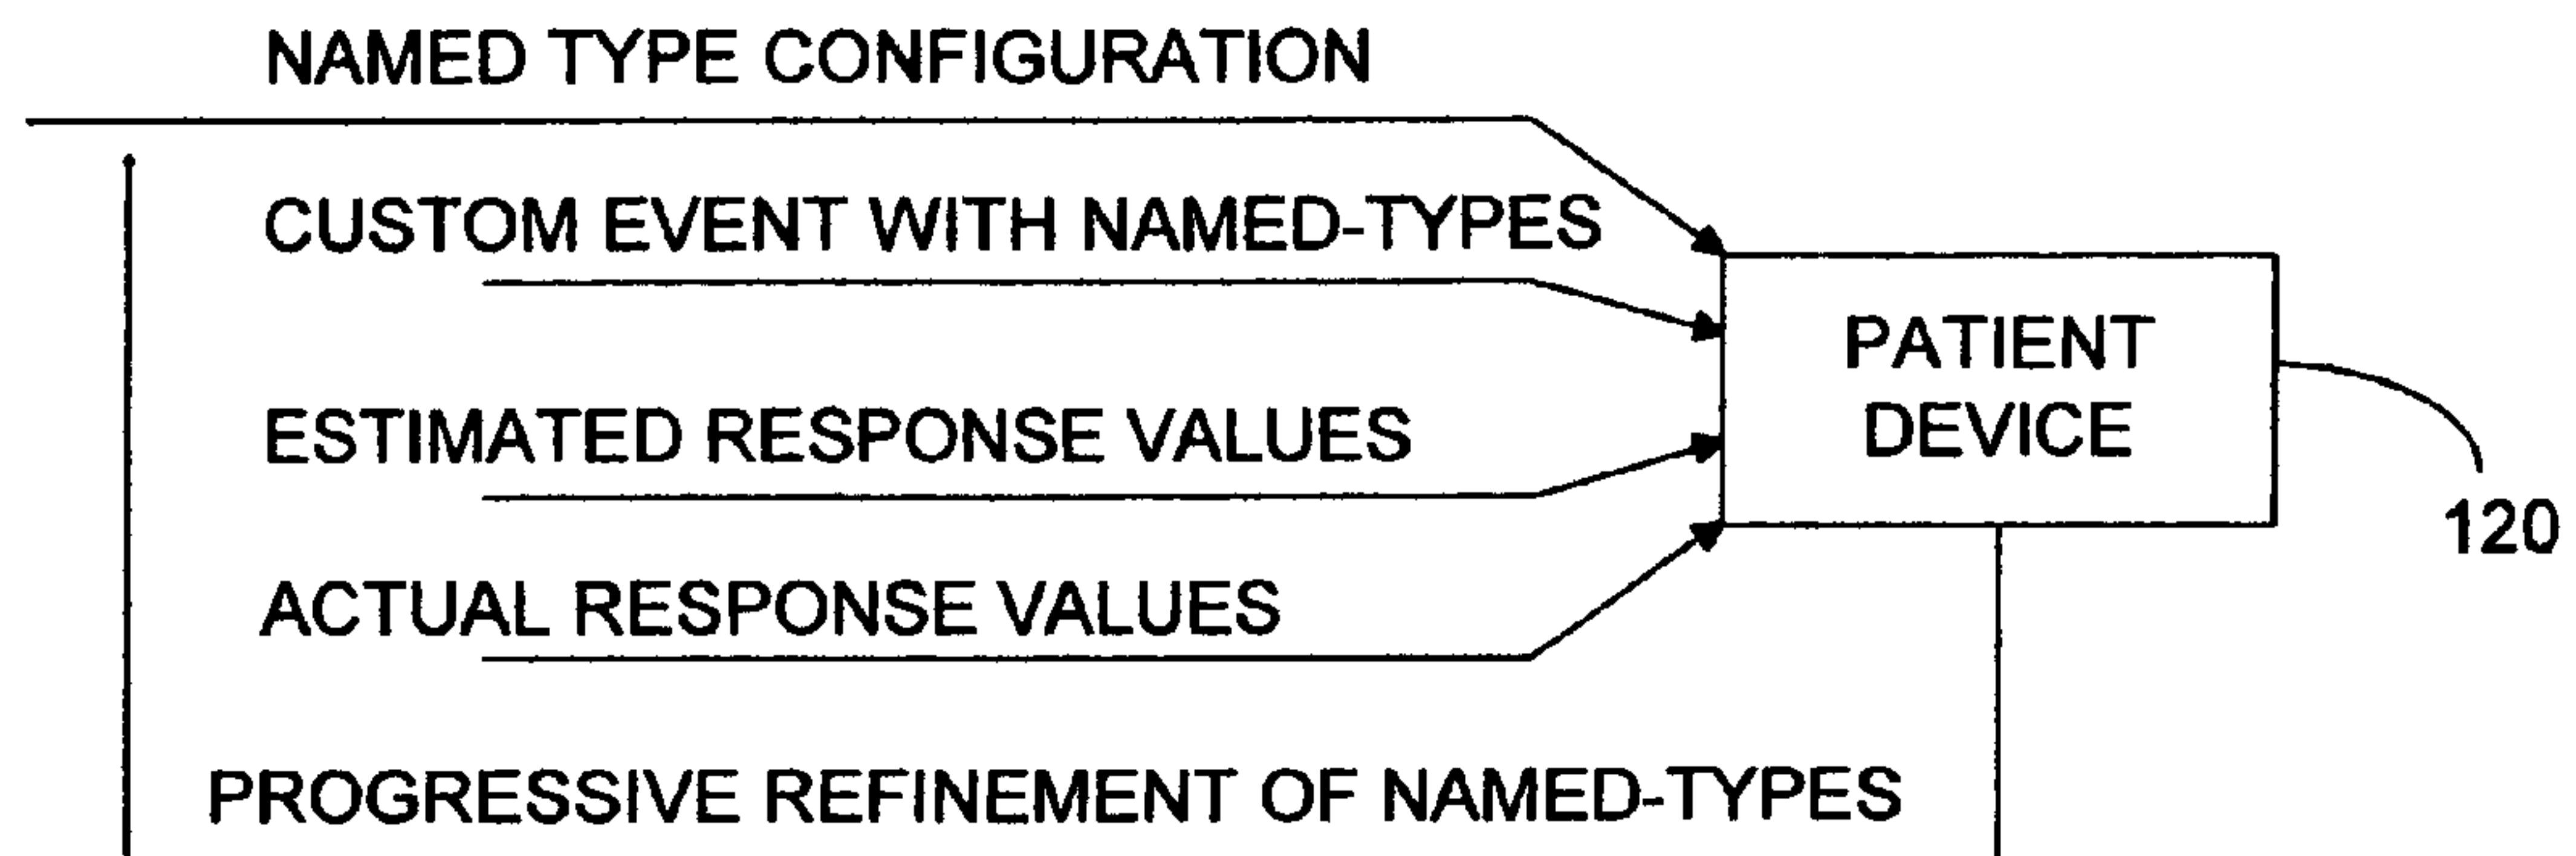 NAMED TYPE CONFIGURATION
CUSTOM EVENT WITH NAMED-TYPES
PATIENT
DEVICE
ESTIMATED RESPONSE VALUES
120
ACTUAL RESPONSE VALUES
PROGRESSIVE REFINEMENT OF NAMED-TYPES